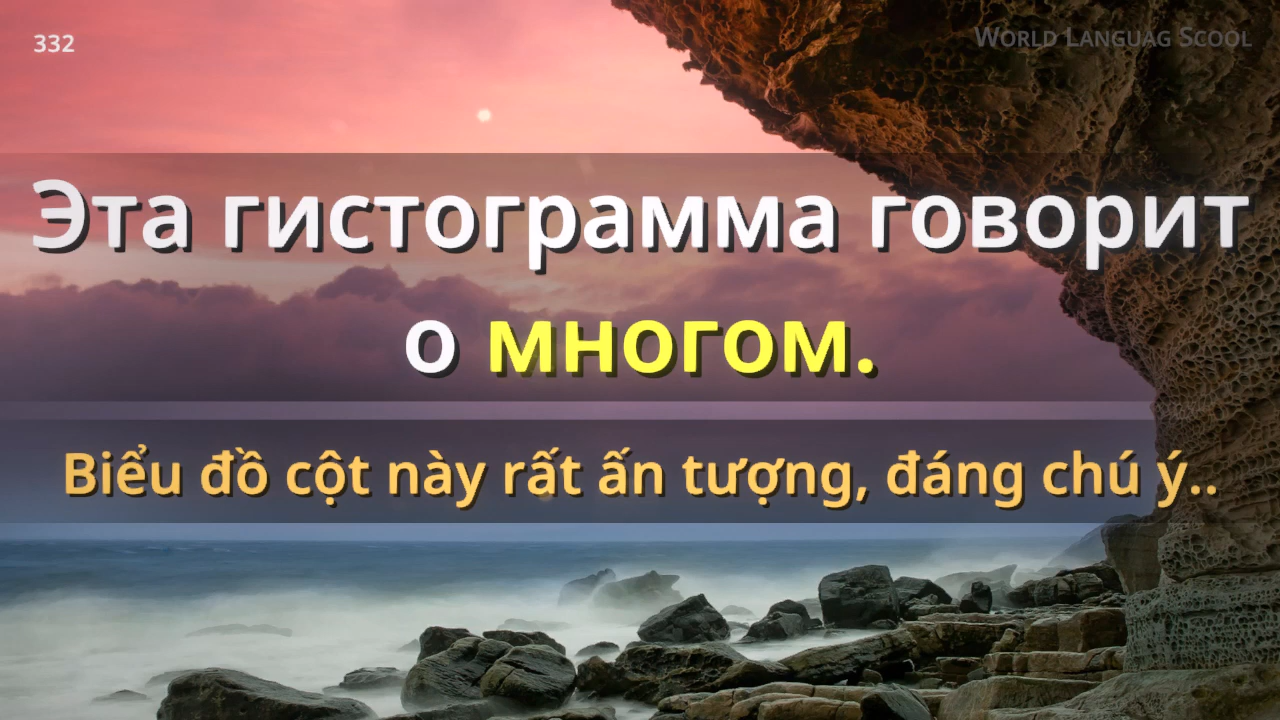 332
World Languag Scool
Эта гистограмма говорит
о многом.
Biểu đồ cột này rất ấn tượng, đáng chú ý..